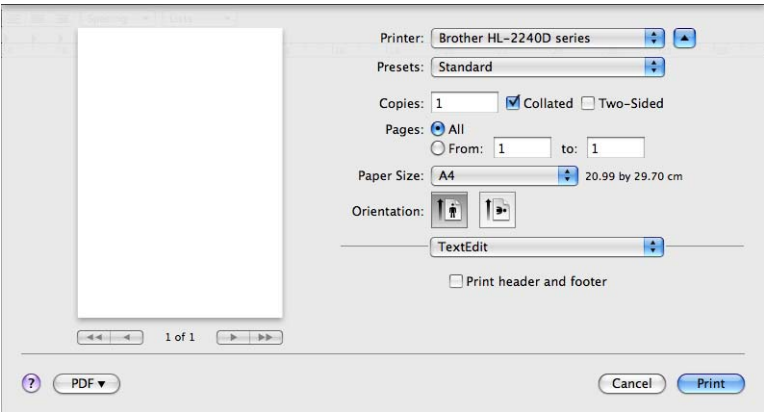 Printer: Brother HL-2240D series
Presets: Standard
Copies: 1 Collated Two-Sided
Pages: All
From: 1 to: 1
Paper Size: A4 20.99 by 29.70 cm
Orientation:
TextEdit
Print header and footer
1 of 1
? PDF Cancel Print